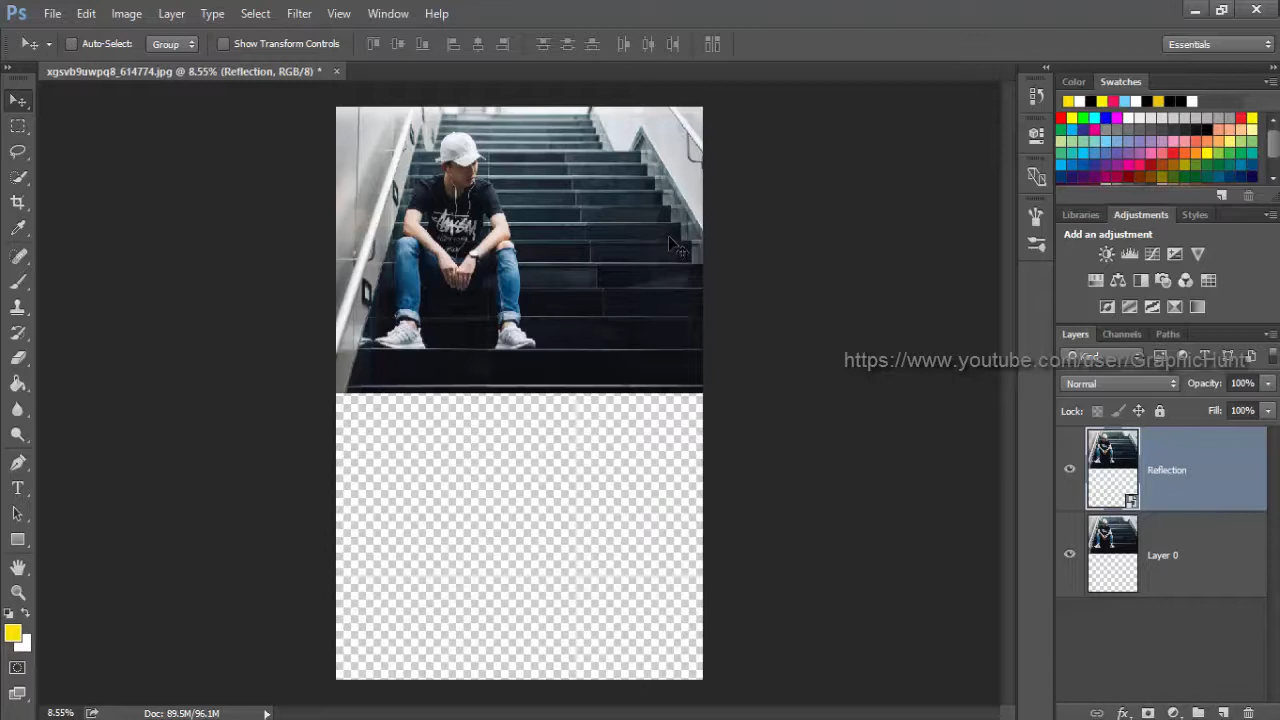 Ps File Edit Image Layer Type Select Filter 3D View Window Help
Auto-Select: Group Show Transform Controls Essentials
xgsvb9uwpq8_614774.jpg @ 8.55% (Reflection, RGB/8) * ×
Color Swatches
Libraries Adjustments Styles
Add an adjustment
Layers Channels Paths
https://www.youtube.com/user/GraphicHunt
Normal Opacity: 100%
Lock: Fill: 100%
Reflection
Layer 0
8.55% Doc: 89.5M/96.1M